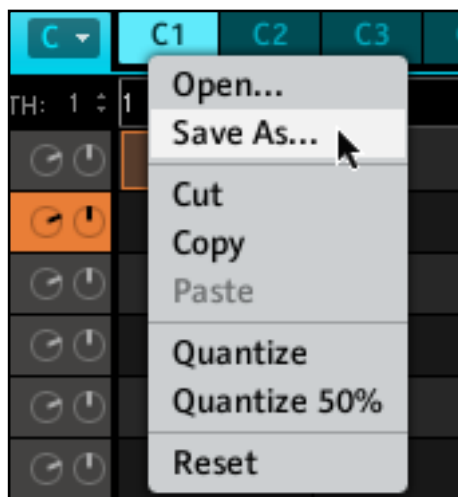 C C1 C2 C3
TH: 1 1
Open...
Save As...
Cut
Copy
Paste
Quantize
Quantize 50%
Reset